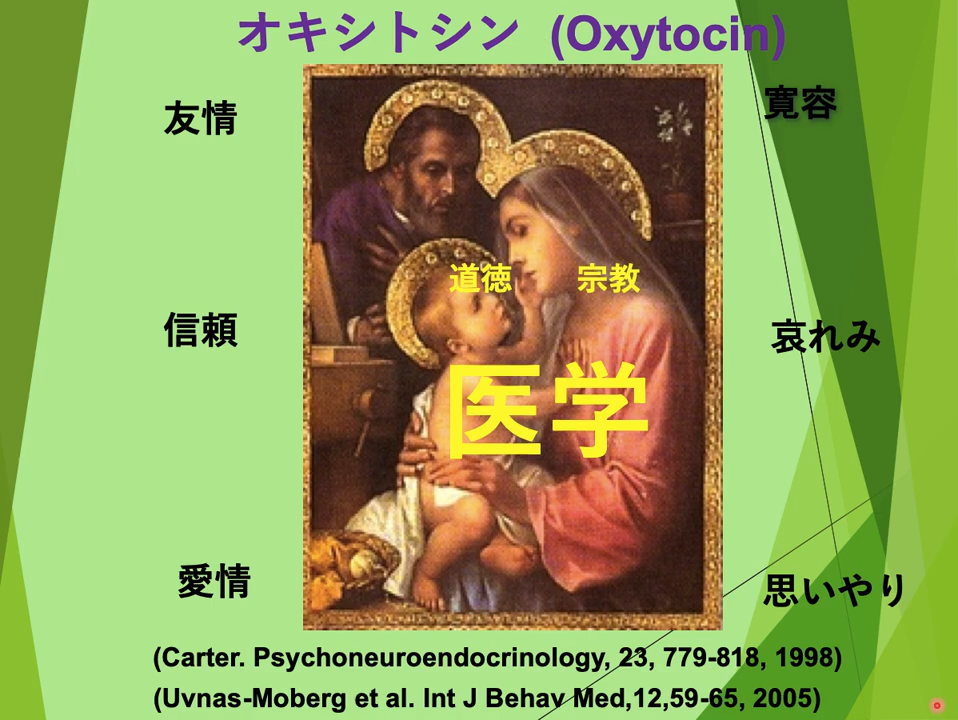 オキシトシン (Oxytocin)
友情
寛容
道徳 宗教
信頼
哀れみ
医学
愛情
思いやり
(Carter. Psychoneuroendocrinology, 23, 779-818, 1998)
(Uvnas-Moberg et al. Int J Behav Med,12,59-65, 2005)